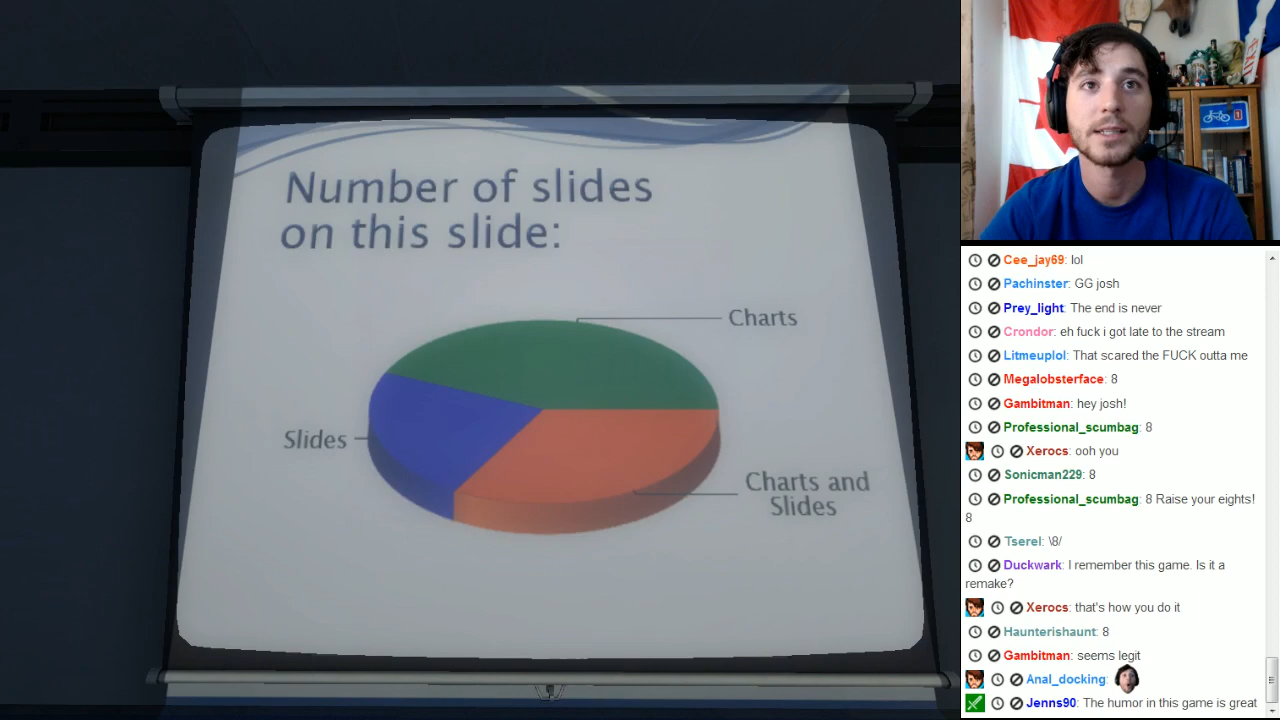 Number of slides
on this slide:
Charts
Slides
Charts and
Slides
EXIT
1
Cee_jay69: lol
Pachinster: GG josh
Prey_light: The end is never
Crondor: eh fuck i got late to the stream
Litmeuplol: That scared the FUCK outta me
Megalobsterface: 8
Gambitman: hey josh!
Professional_scumbag: 8
Xerocs: ooh you
Sonicman229: 8
Professional_scumbag: 8 Raise your eights!
8
Tserel: \8/
Duckwark: I remember this game. Is it a
remake?
Xerocs: that's how you do it
Haunterishaunt: 8
Gambitman: seems legit
Anal_docking:
Jenns90: The humor in this game is great